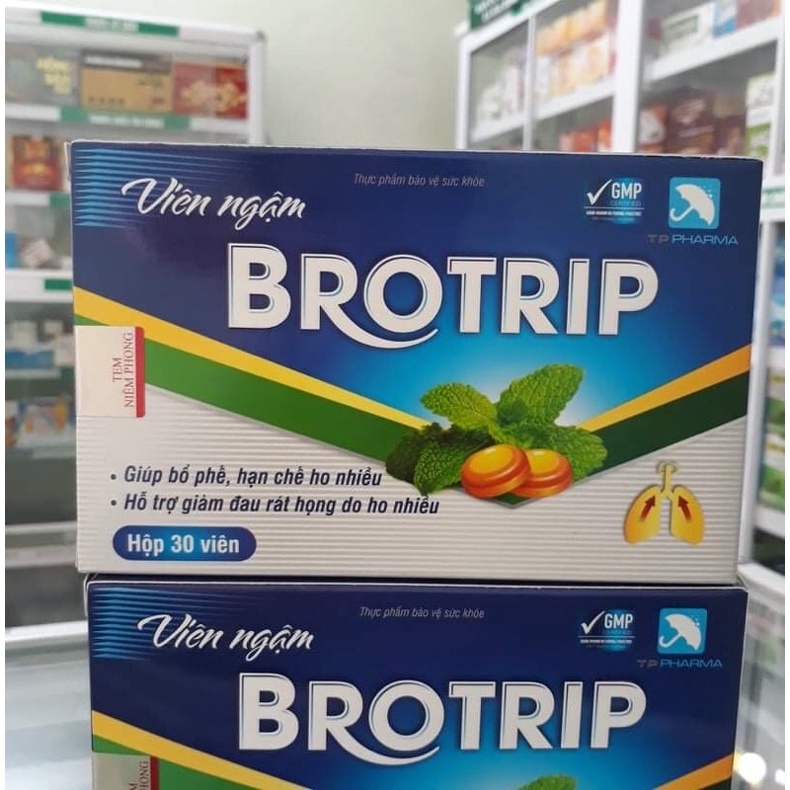 Thực phẩm bảo vệ sức khỏe
Viên ngậm
GMP
CERTIFIED
TP PHARMA
BROTRIP
TEM
NIÊM PHONG
• Giúp bổ phế, hạn chế ho nhiều
• Hỗ trợ giảm đau rát họng do ho nhiều
Hộp 30 viên
Thực phẩm bảo vệ sức khỏe
Viên ngậm
GMP
CERTIFIED
TP PHARMA
BROTRIP